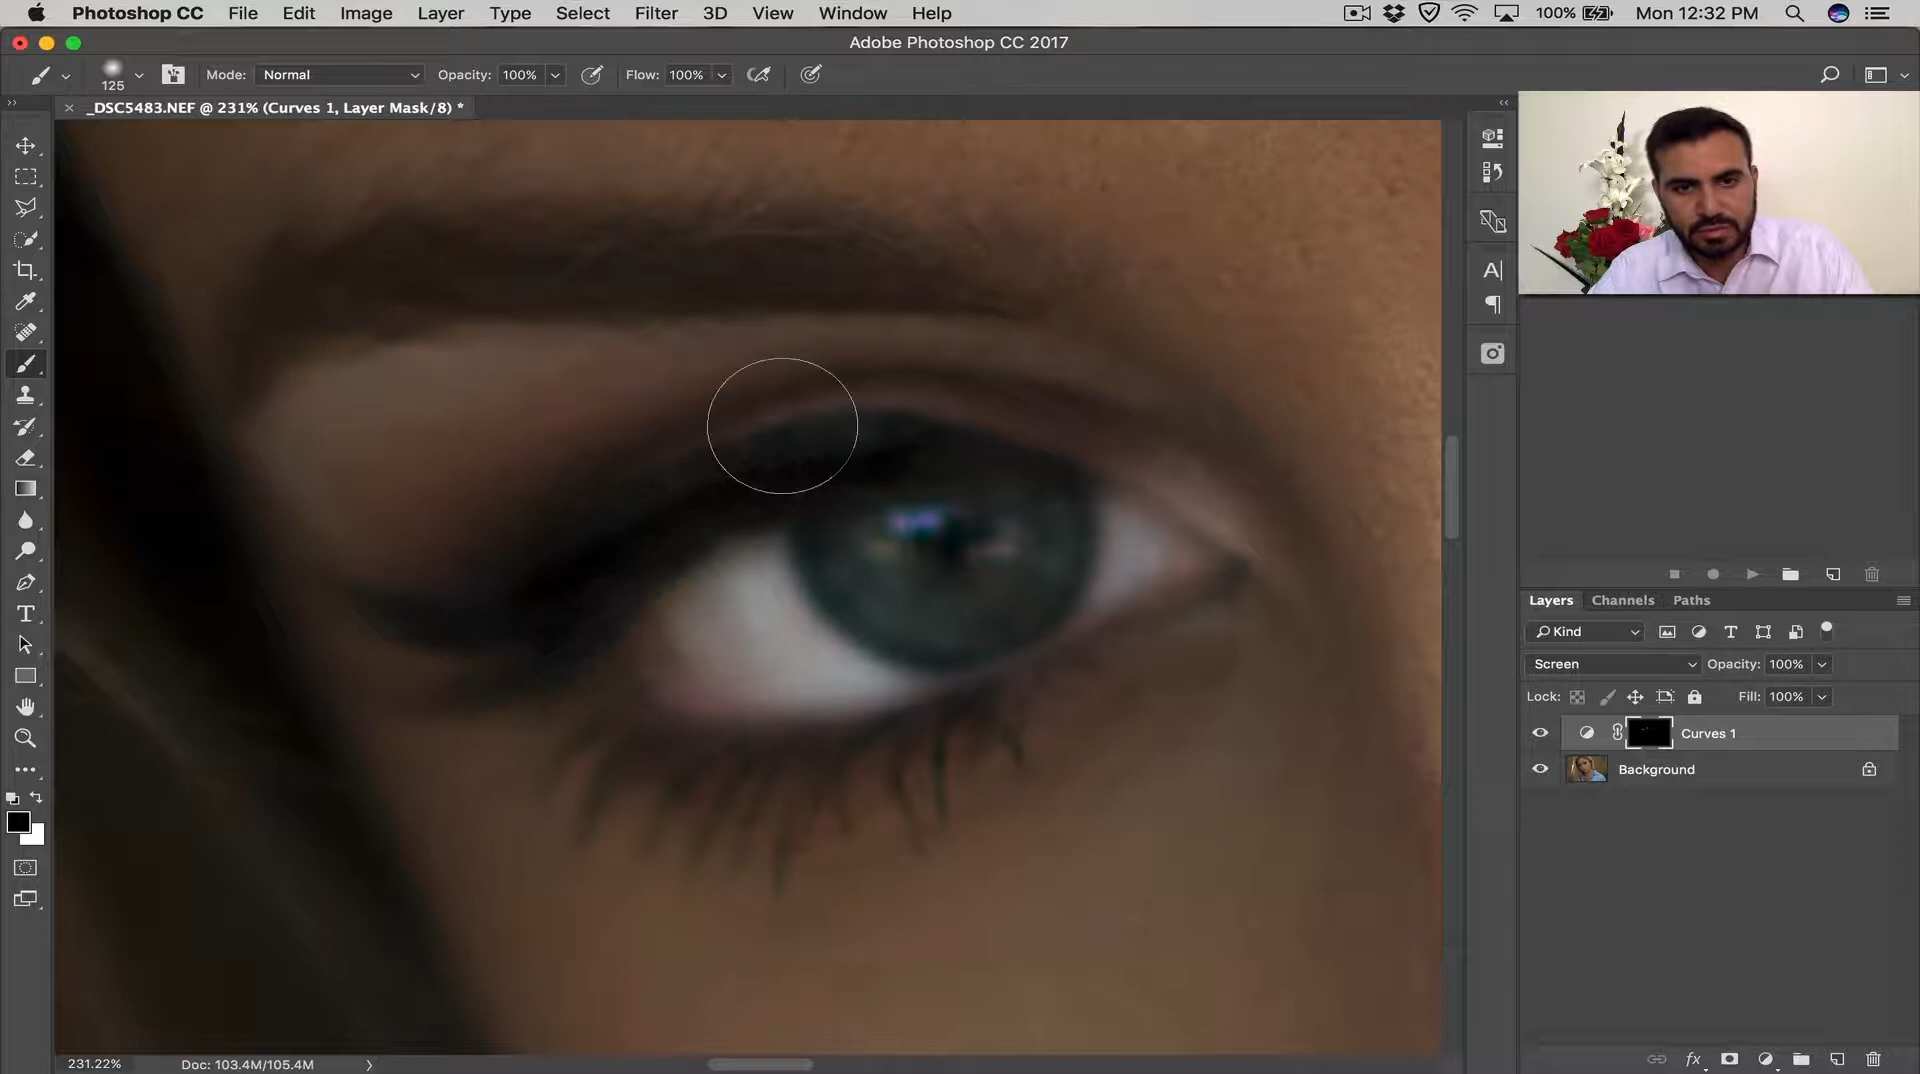 Photoshop CC File Edit Image Layer Type Select Filter 3D View Window Help 100% Mon 12:32 PM
Adobe Photoshop CC 2017
125 Mode: Normal Opacity: 100% Flow: 100%
_DSC5483.NEF @ 231% (Curves 1, Layer Mask/8) *
Layers Channels Paths
Kind
Screen Opacity: 100%
Lock: Fill: 100%
Curves 1
Background
231.22% Doc: 103.4M/105.4M
fx